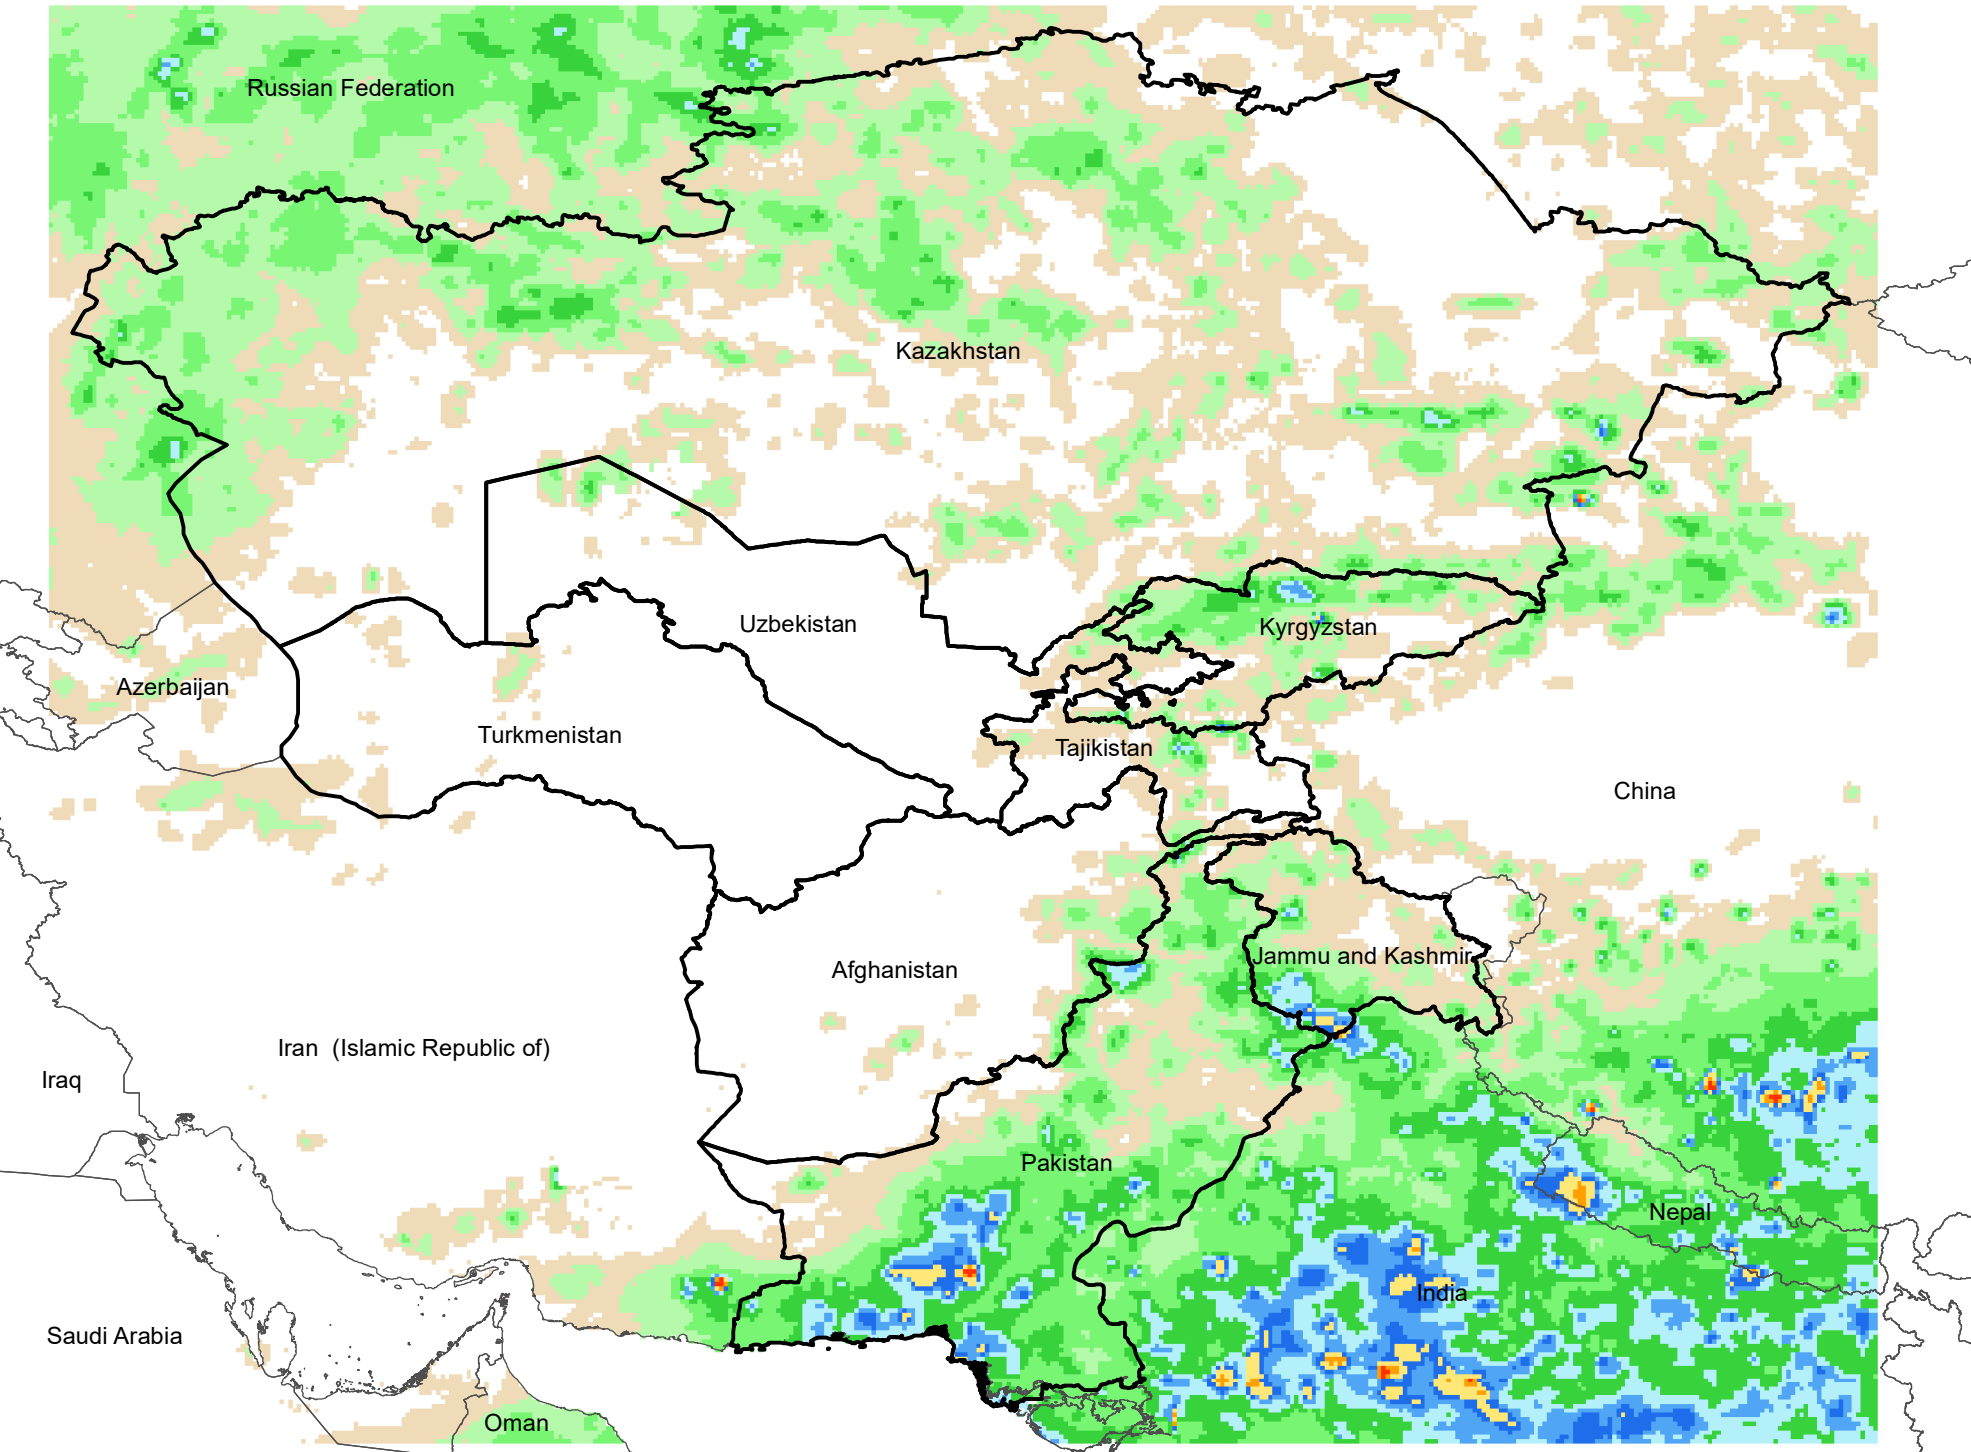 Russian Federation
Kazakhstan
Uzbekistan
Kyrgyzstan
Azerbaijan
Turkmenistan
Tajikistan
China
Afghanistan
Jammu and Kashmir
Iran  (Islamic Republic of)
Iraq
Pakistan
Nepal
India
Saudi Arabia
Oman